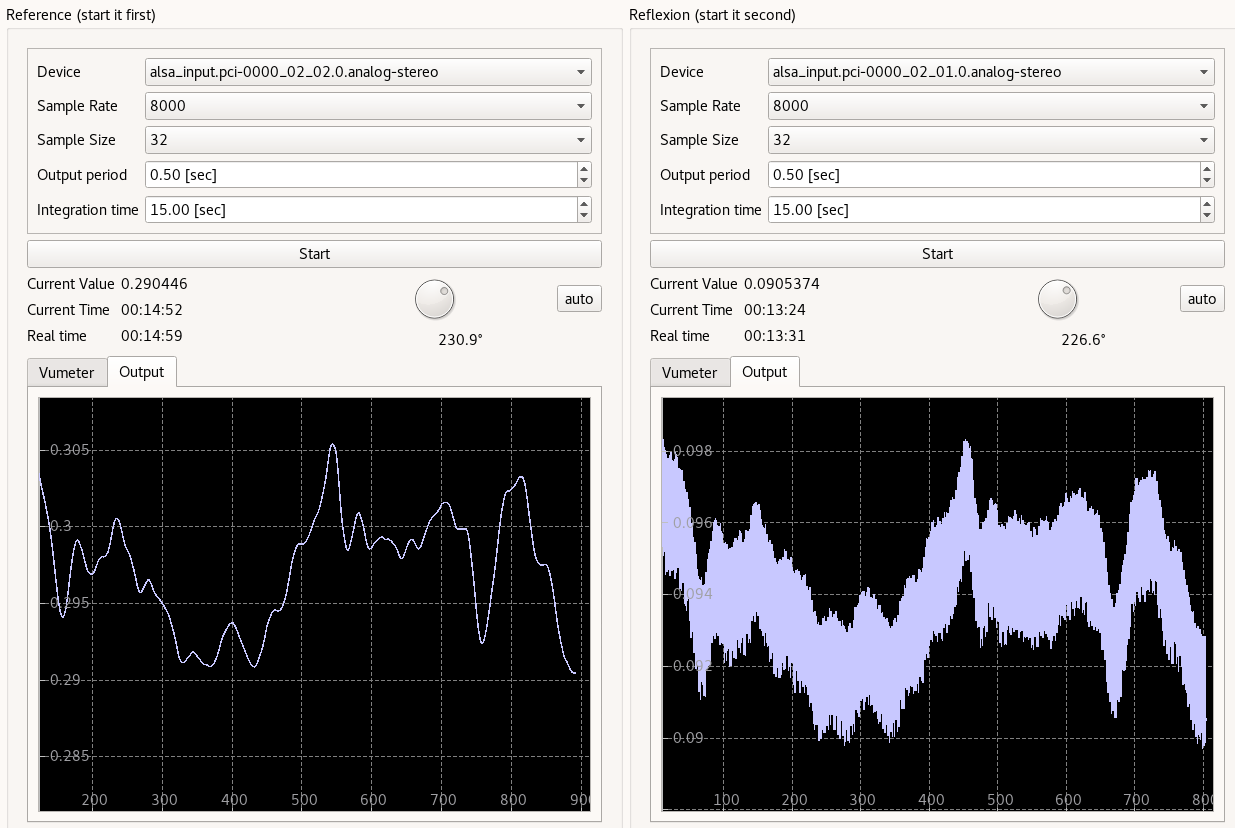 Reference (start it first)
Device alsa_input.pci-0000_02_02.0.analog-stereo
Sample Rate 8000
Sample Size 32
Output period 0.50 [sec]
Integration time 15.00 [sec]
Start
Current Value 0.290446
Current Time 00:14:52
Real time 00:14:59
auto
230.9°
Vumeter Output
0.305
0.3
0.295
0.29
0.285
200 300 400 500 600 700 800 900
Reflexion (start it second)
Device alsa_input.pci-0000_02_01.0.analog-stereo
Sample Rate 8000
Sample Size 32
Output period 0.50 [sec]
Integration time 15.00 [sec]
Start
Current Value 0.0905374
Current Time 00:13:24
Real time 00:13:31
auto
226.6°
Vumeter Output
0.098
0.096
0.094
0.092
0.09
100 200 300 400 500 600 700 800